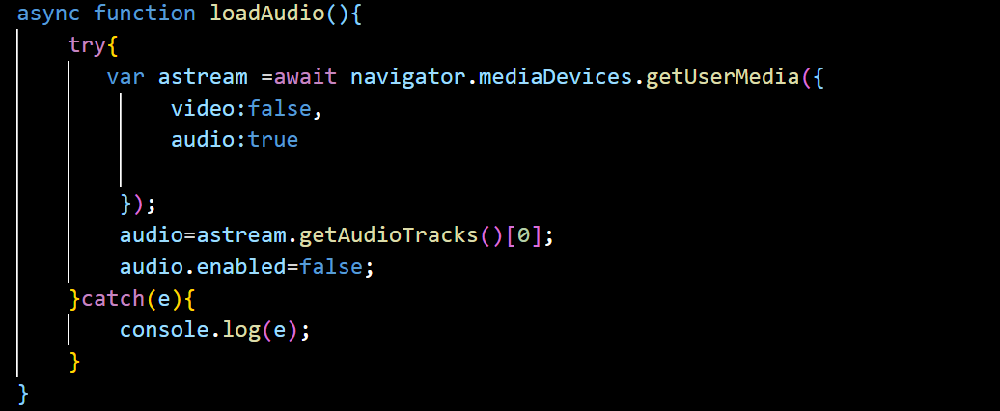 async function loadAudio(){
try{
var astream =await navigator.mediaDevices.getUserMedia({
video:false,
audio:true
});
audio=astream.getAudioTracks()[0];
audio.enabled=false;
}catch(e){
console.log(e);
}
}